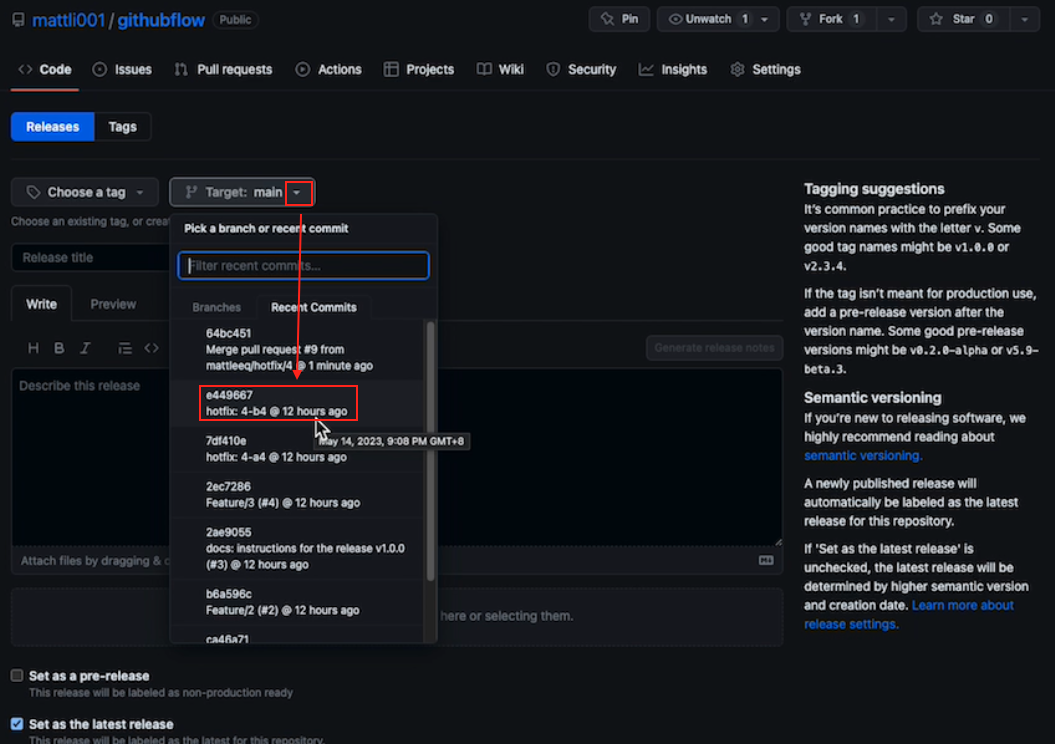 mattli001 / githubflow Public
Pin
Unwatch 1
Fork 1
Star 0
Code
Issues
Pull requests
Actions
Projects
Wiki
Security
Insights
Settings
Releases
Tags
Choose a tag
Target: main
Choose an existing tag, or crea
Release title
Write
Preview
H B I
Generate release notes
Describe this release
Attach files by dragging &
here or selecting them.
Pick a branch or recent commit
Filter recent commits...
Branches
Recent Commits
64bc451
Merge pull request #9 from
mattleeq/hotfix/4 @ 1 minute ago
e449667
hotfix: 4-b4 @ 12 hours ago
May 14, 2023, 9:08 PM GMT+8
7df410e
hotfix: 4-a4 @ 12 hours ago
2ec7286
Feature/3 (#4) @ 12 hours ago
2ae9055
docs: instructions for the release v1.0.0
(#3) @ 12 hours ago
b6a596c
Feature/2 (#2) @ 12 hours ago
ca46a71
Set as a pre-release
This release will be labeled as non-production ready
Set as the latest release
This release will be labeled as the latest for this repository.
Tagging suggestions
It's common practice to prefix your
version names with the letter v. Some
good tag names might be v1.0.0 or
v2.3.4.
If the tag isn't meant for production use,
add a pre-release version after the
version name. Some good pre-release
versions might be v0.2.0-alpha or v5.9-
beta.3.
Semantic versioning
If you're new to releasing software, we
highly recommend reading about
semantic versioning.
A newly published release will
automatically be labeled as the latest
release for this repository.
If 'Set as the latest release' is
unchecked, the latest release will be
determined by higher semantic version
and creation date. Learn more about
release settings.